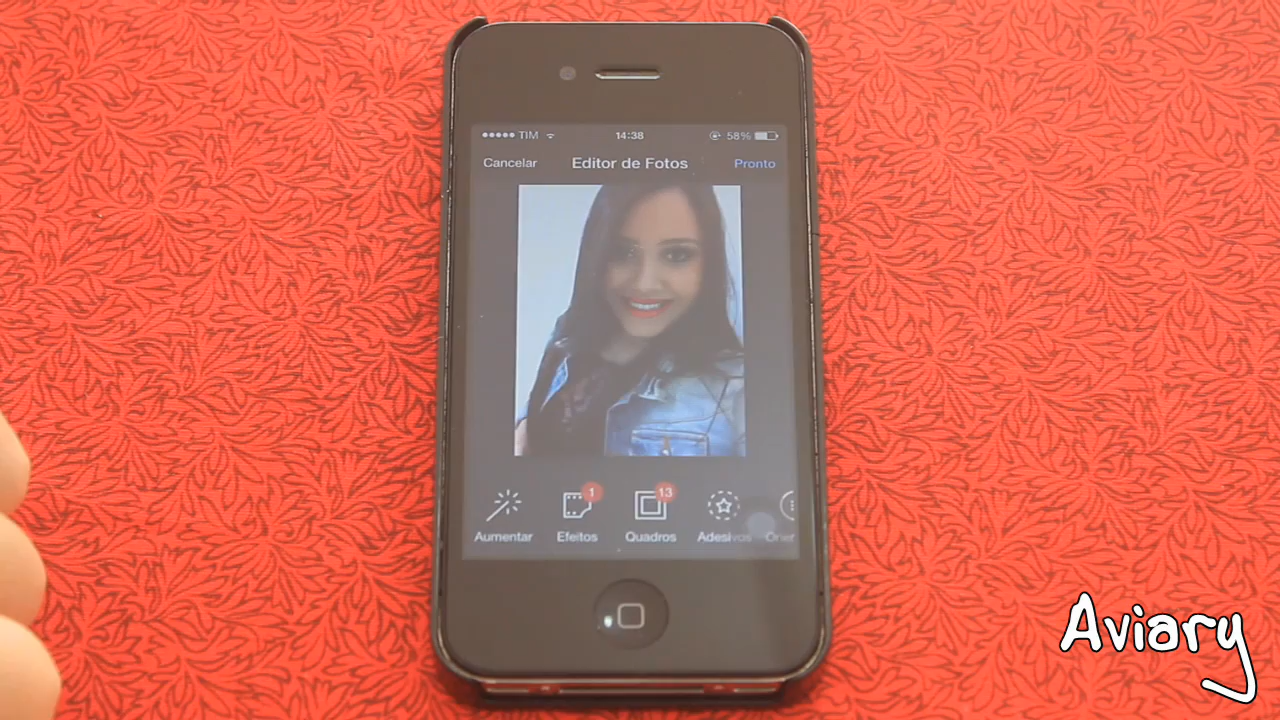 TIM 14:38 58%
Cancelar Editor de Fotos Pronto
1 13
Aumentar Efeitos Quadros Adesivos
Aviary